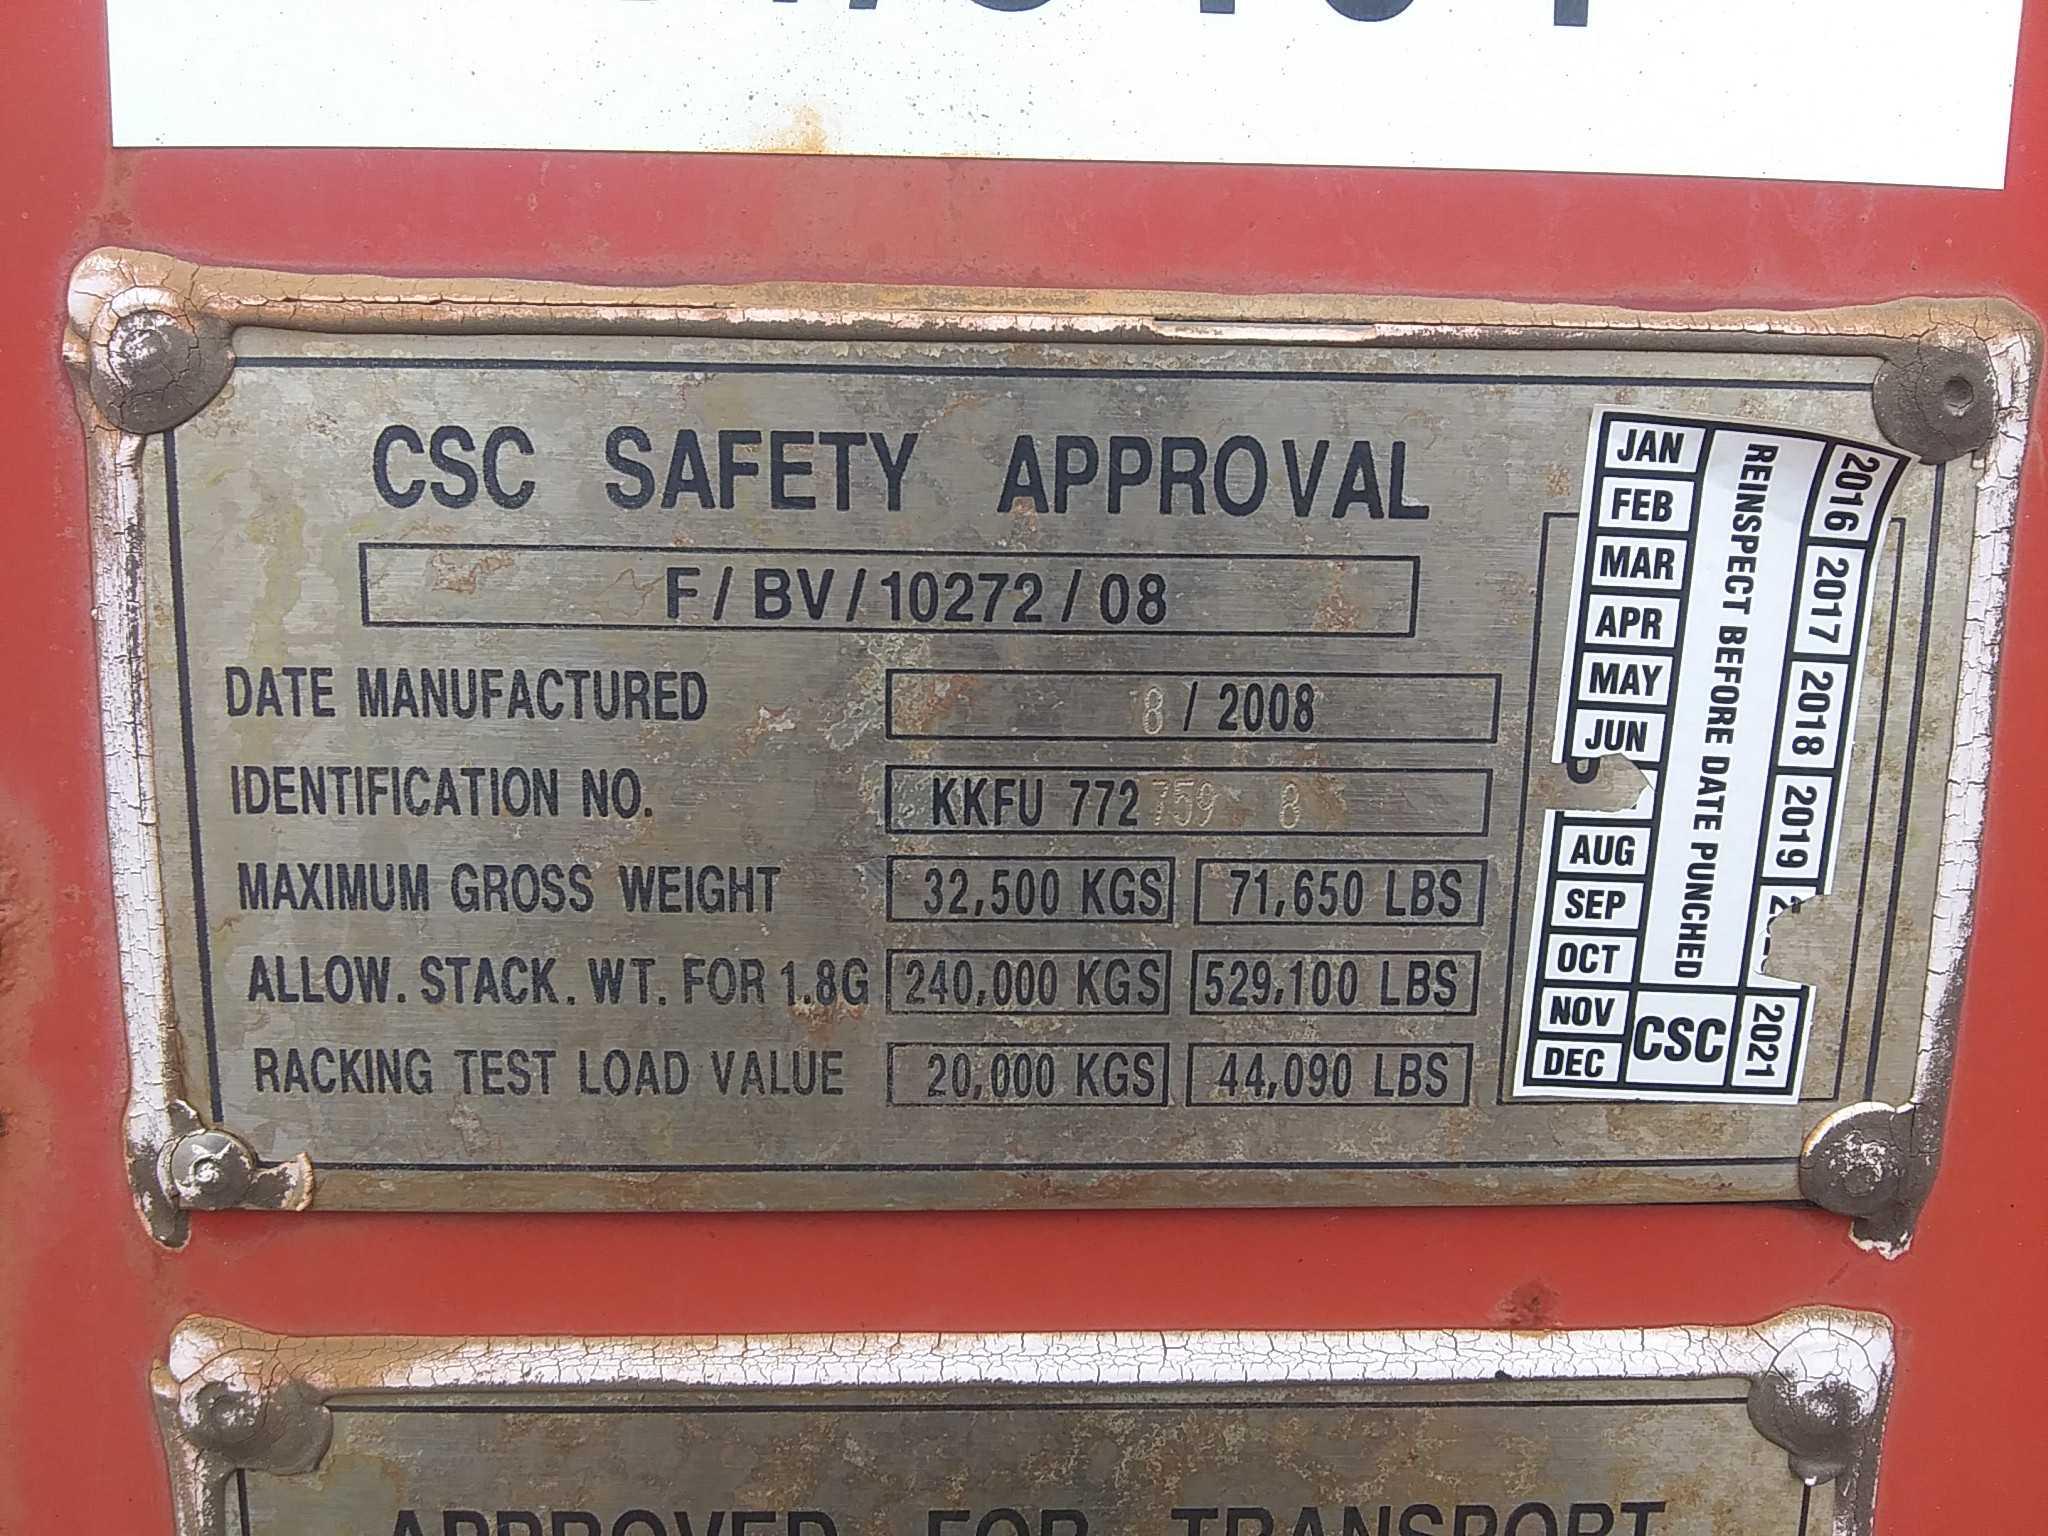 CSC SAFETY APPROVAL
F/BV/10272/08
DATE MANUFACTURED 8/2008
IDENTIFICATION NO. KKFU 772759 8
MAXIMUM GROSS WEIGHT 32,500 KGS 71,650 LBS
ALLOW. STACK. WT. FOR 1.8G 240,000 KGS 529,100 LBS
RACKING TEST LOAD VALUE 20,000 KGS 44,090 LBS
JAN
FEB
MAR
APR
MAY
JUN
AUG
SEP
OCT
NOV
DEC
REINSPECT BEFORE DATE PUNCHED
CSC
2016
2017
2018
2019
2021
APPROVED FOR TRANSPORT